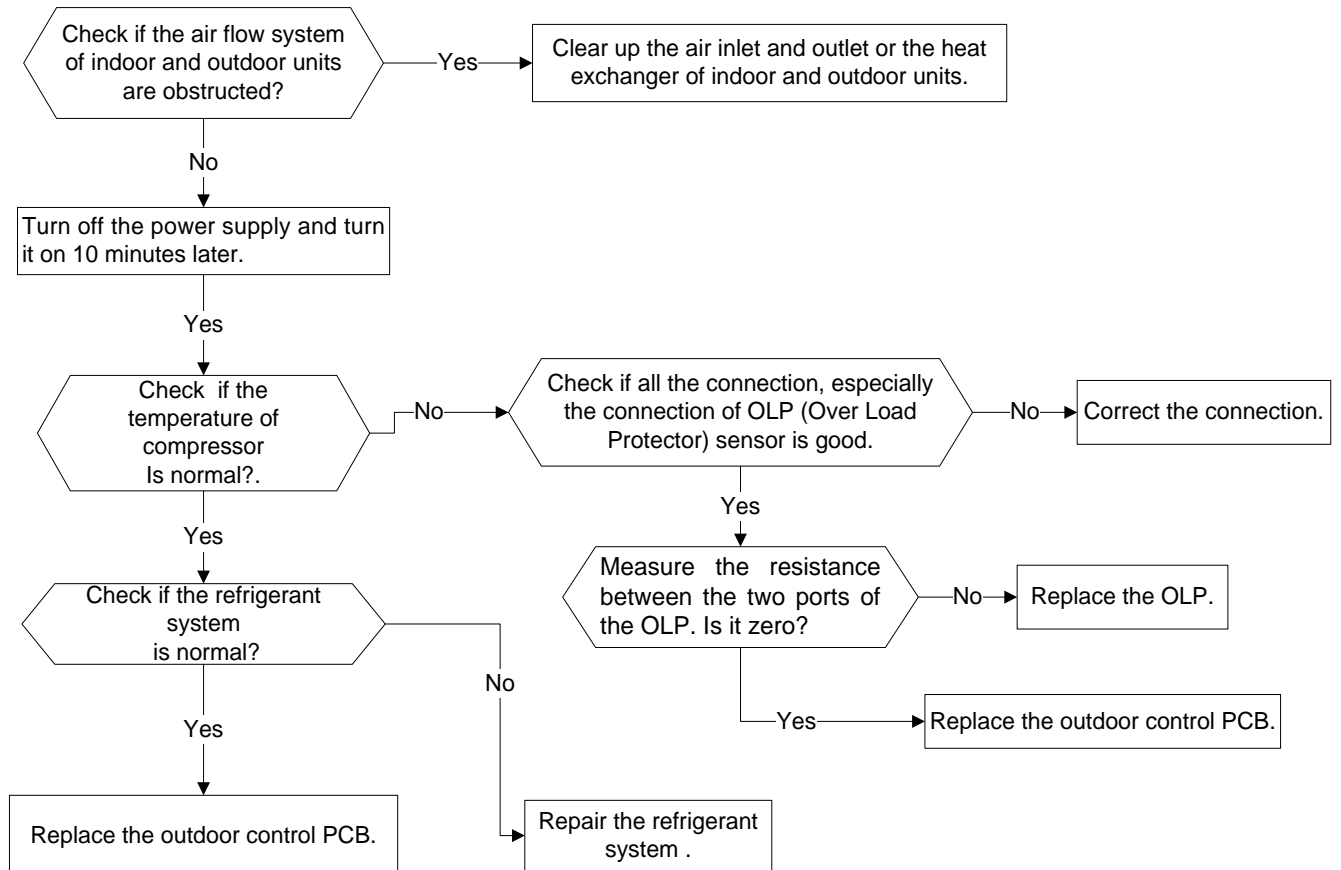 Check if the air flow system
of indoor and outdoor units
are obstructed?
Yes
Clear up the air inlet and outlet or the heat
exchanger of indoor and outdoor units.
No
Turn off the power supply and turn
it on 10 minutes later.
Yes
Check if the
temperature of
compressor
Is normal?.
No
Check if all the connection, especially
the connection of OLP (Over Load
Protector) sensor is good.
No
Correct the connection.
Yes
Yes
Measure the resistance
between the two ports of
the OLP. Is it zero?
No
Replace the OLP.
Check if the refrigerant
system
is normal?
No
Yes
Replace the outdoor control PCB.
Yes
Replace the outdoor control PCB.
Repair the refrigerant
system .